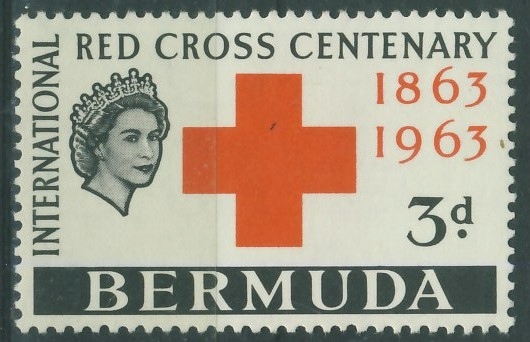 INTERNATIONAL
RED CROSS CENTENARY
1863
1963
3d.
BERMUDA